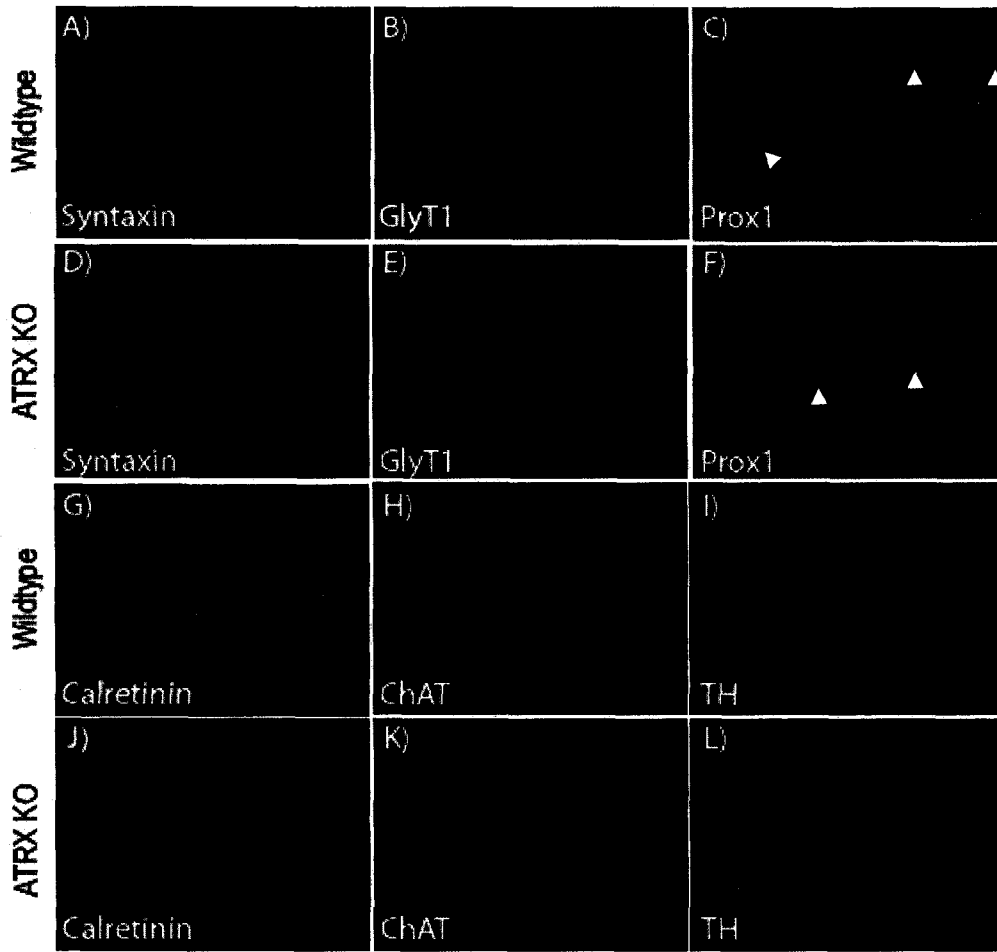 Wildtype
A)
B)
C)
Syntaxin
GlyT1
Prox1
ATRX KO
D)
E)
F)
Syntaxin
GlyT1
Prox1
Wildtype
G)
H)
I)
Calretinin
ChAT
TH
ATRX KO
J)
K)
L)
Calretinin
ChAT
TH